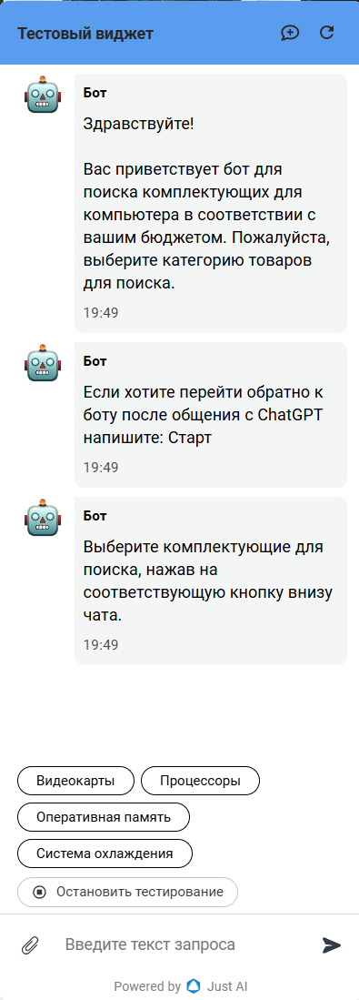 Тестовый виджет
Бот
Здравствуйте!
Вас приветствует бот для
поиска комплектующих для
компьютера в соответствии с
вашим бюджетом. Пожалуйста,
выберите категорию товаров
для поиска.
19:49
Бот
Если хотите перейти обратно к
боту после общения с ChatGPT
напишите: Старт
19:49
Бот
Выберите комплектующие для
поиска, нажав на
соответствующую кнопку внизу
чата.
19:49
Видеокарты
Процессоры
Оперативная память
Система охлаждения
Остановить тестирование
Введите текст запроса
Powered by Just AI